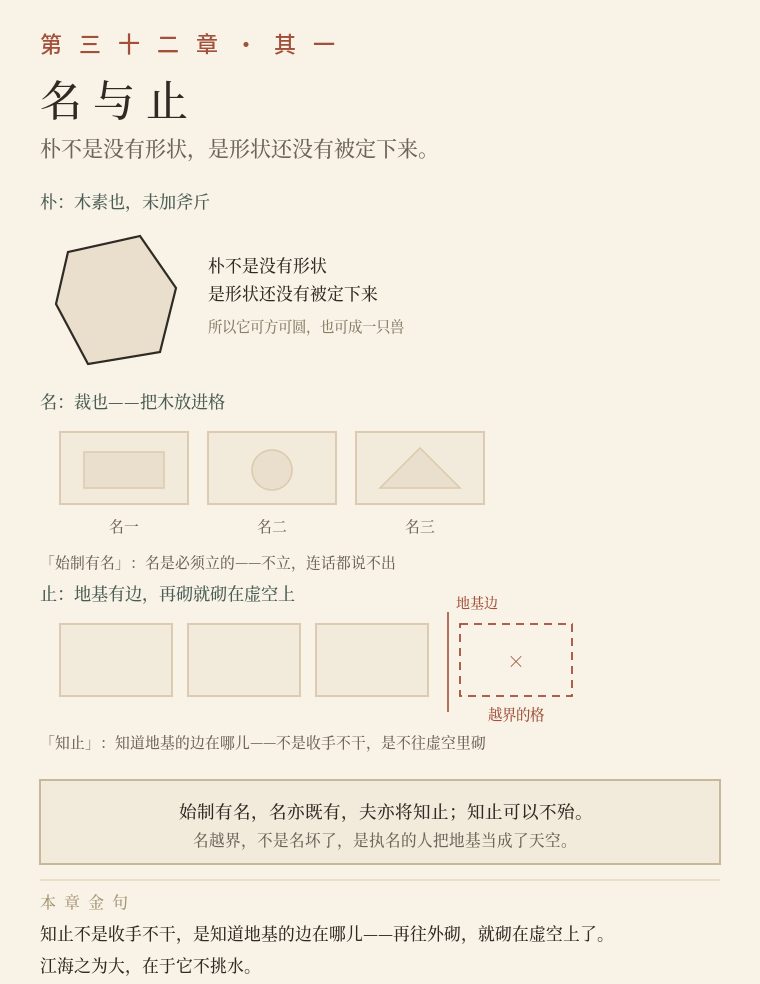 第三十二章·其一
名与止
朴不是没有形状，是形状还没有被定下来。
朴：木素也，未加斧斤
朴不是没有形状
是形状还没有被定下来
所以它可方可圆，也可成一只兽
名：裁也——把木放进格
名一
名二
名三
「始制有名」：名是必须立的——不立，连话都说不出
止：地基有边，再砌就砌在虚空上
地基边
×
越界的格
「知止」：知道地基的边在哪儿——不是收手不干，是不往虚空里砌
始制有名，名亦既有，夫亦将知止；知止可以不殆。
名越界，不是名坏了，是执名的人把地基当成了天空。
本章金句
知止不是收手不干，是知道地基的边在哪儿——再往外砌，就砌在虚空上了。
江海之为大，在于它不挑水。